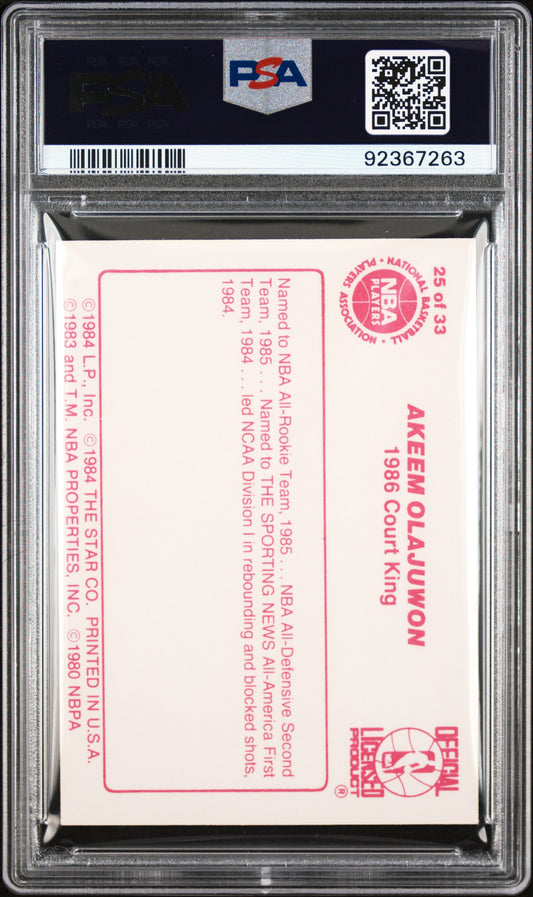 PSA
PSA
92367263
25 of 33
NATIONAL BASKETBALL PLAYERS ASSOCIATION
NBA
PLAYERS
AKEEM OLAJUWON
1986 Court King
OFFICIAL
LICENSED
PRODUCT
®
Named to NBA All-Rookie Team, 1985 . . . NBA All-Defensive Second
Team, 1985 . . . Named to THE SPORTING NEWS All-America First
Team, 1984 . . . led NCAA Division I in rebounding and blocked shots,
1984.
©1984 L.P., Inc. ©1984 THE STAR CO. PRINTED IN U.S.A.
©1983 and T.M. NBA PROPERTIES, INC. ©1980 NBPA